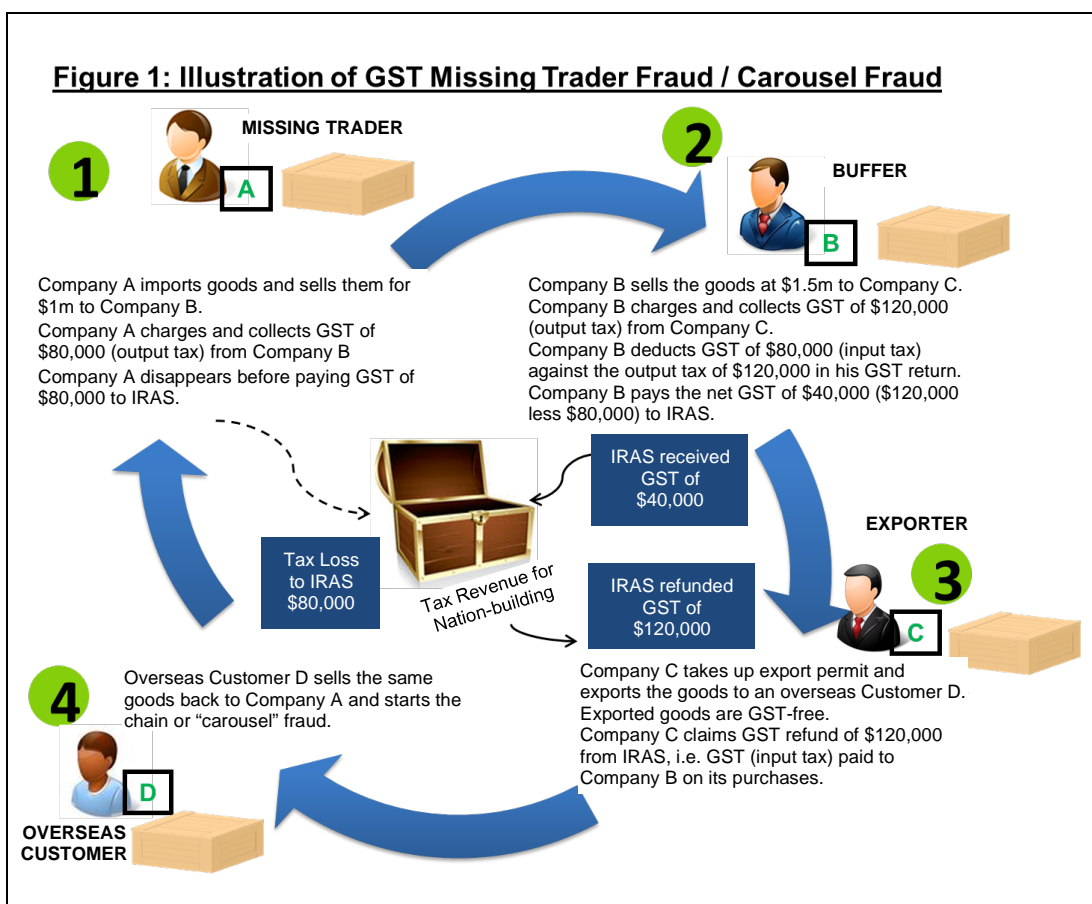 Figure 1: Illustration of GST Missing Trader Fraud / Carousel Fraud
1
MISSING TRADER
A
Company A imports goods and sells them for
$1m to Company B.
Company A charges and collects GST of
$80,000 (output tax) from Company B
Company A disappears before paying GST of
$80,000 to IRAS.
2
BUFFER
B
Company B sells the goods at $1.5m to Company C.
Company B charges and collects GST of $120,000
(output tax) from Company C.
Company B deducts GST of $80,000 (input tax)
against the output tax of $120,000 in his GST return.
Company B pays the net GST of $40,000 ($120,000
less $80,000) to IRAS.
IRAS received
GST of
$40,000
Tax Loss
to IRAS
$80,000
Tax Revenue for
Nation-building
IRAS refunded
GST of
$120,000
EXPORTER
3
C
Company C takes up export permit and
exports the goods to an overseas Customer D.
Exported goods are GST-free.
Company C claims GST refund of $120,000
from IRAS, i.e. GST (input tax) paid to
Company B on its purchases.
4
Overseas Customer D sells the same
goods back to Company A and starts the
chain or “carousel” fraud.
D
OVERSEAS
CUSTOMER